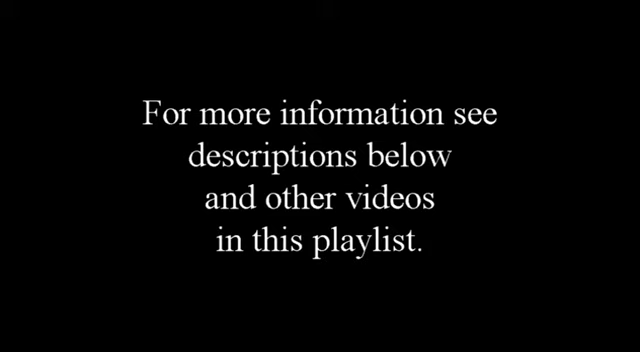 For more information see
descriptions below
and other videos
in this playlist.